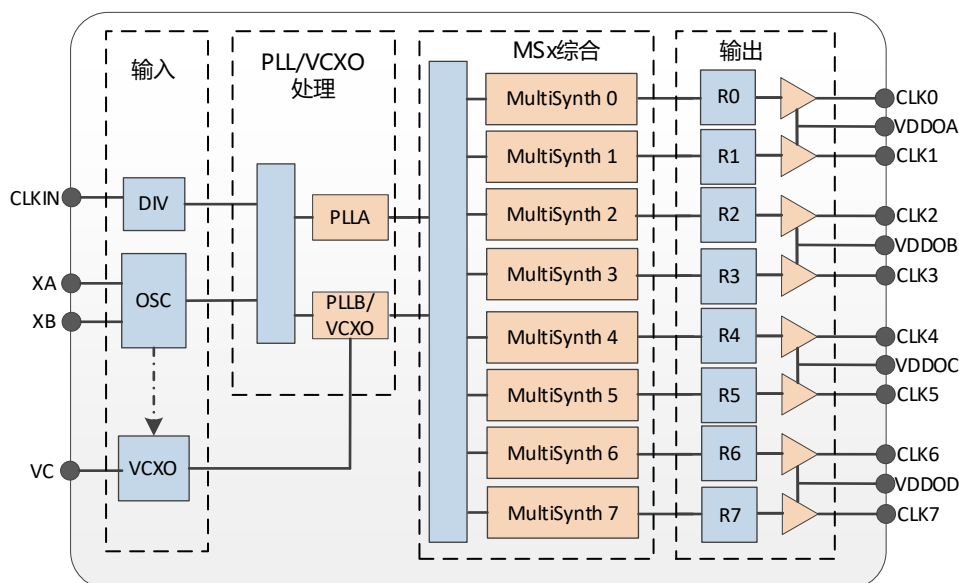 输入
PLL/VCXO
处理
MSx综合
输出
CLKIN
XA
XB
VC
DIV
OSC
VCXO
PLLA
PLLB/
VCXO
MultiSynth 0
MultiSynth 1
MultiSynth 2
MultiSynth 3
MultiSynth 4
MultiSynth 5
MultiSynth 6
MultiSynth 7
R0
R1
R2
R3
R4
R5
R6
R7
CLK0
VDDOA
CLK1
CLK2
VDDOB
CLK3
CLK4
VDDOC
CLK5
CLK6
VDDOD
CLK7